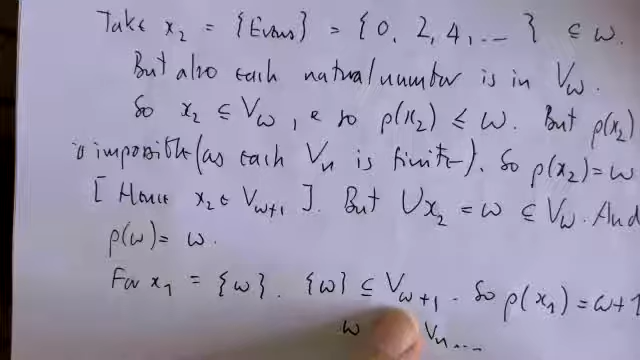 Take x₂ = {Evens} = {0, 2, 4, ... } ⊆ ω.
But also each natural number is in V_ω.
So x₂ ⊆ V_ω, & so ρ(x₂) ≤ ω. But ρ(x₂)
is impossible (as each Vₙ is finite). So ρ(x₂) = ω
[Hence x₂ ∈ V_ω+1]. But ∪x₂ = ω ⊆ V_ω. And
ρ(ω) = ω.
For x₁ = {ω}. {ω} ⊆ V_ω+1. So ρ(x₁) = ω+1
ω Vₙ...